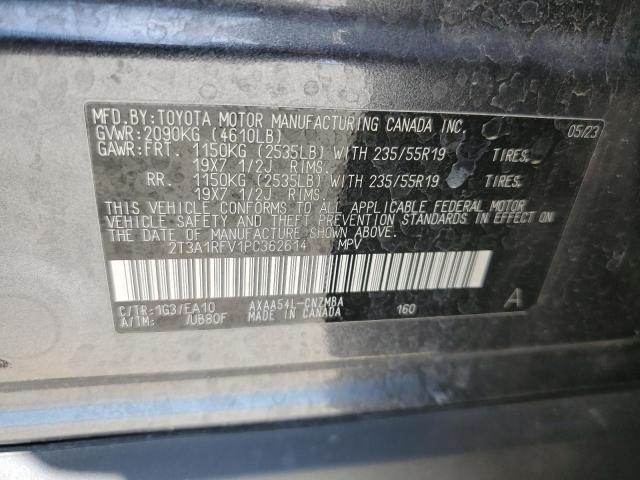 MFD.BY:TOYOTA MOTOR MANUFACTURING CANADA INC. 05/23
GVWR:2090KG (4610LB)
GAWR:FRT. 1150KG (2535LB) WITH 235/55R19 TIRES,
19X7 1/2J RIMS,
RR. 1150KG (2535LB) WITH 235/55R19 TIRES,
19X7 1/2J RIMS,
THIS VEHICLE CONFORMS TO ALL APPLICABLE FEDERAL MOTOR
VEHICLE SAFETY AND THEFT PREVENTION STANDARDS IN EFFECT ON
THE DATE OF MANUFACTURE SHOWN ABOVE.
2T3A1RFV1PC362614 MPV
C/TR:1G3/EA10 AXAA54L-CNZMBA 160 A
A/TM: /UB80F MADE IN CANADA